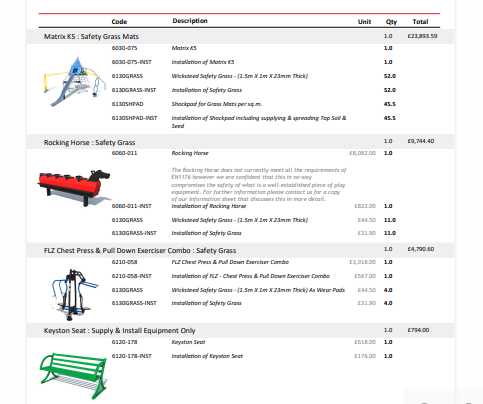 Code Description Unit Qty Total
Matrix K5 : Safety Grass Mats 1.0 £23,893.59
6030-075 Matrix K5 1.0
6030-075-INST Installation of Matrix K5 1.0
6130GRASS Wicksteed Safety Grass - (1.5m X 1m X 23mm Thick) 52.0
6130GRASS-INST Installation of Safety Grass 52.0
6130SHPAD Shockpad for Grass Mats per sq.m. 45.5
6130SHPAD-INST Installation of Shockpad including supplying & spreading Top Soil & 45.5
Seed
Rocking Horse : Safety Grass 1.0 £9,744.40
6060-011 Rocking Horse £8,082.00 1.0
The Rocking Horse does not currently meet all the requirements of
EN1176 however we are confident that this in no way
compromises the safety of what is a well-established piece of play
equipment. For further information please contact us for a copy
of our information sheet that discusses this in more detail.
6060-011-INST Installation of Rocking Horse £822.00 1.0
6130GRASS Wicksteed Safety Grass - (1.5m X 1m X 23mm Thick) £44.50 11.0
6130GRASS-INST Installation of Safety Grass £31.90 11.0
FLZ Chest Press & Pull Down Exerciser Combo : Safety Grass 1.0 £4,790.60
6210-058 FLZ Chest Press & Pull Down Exerciser Combo £3,918.00 1.0
6210-058-INST Installation of FLZ - Chest Press & Pull Down Exerciser Combo £567.00 1.0
6130GRASS Wicksteed Safety Grass - (1.5m X 1m X 23mm Thick) As Wear Pads £44.50 4.0
6130GRASS-INST Installation of Safety Grass £31.90 4.0
Keyston Seat : Supply & Install Equipment Only 1.0 £794.00
6120-178 Keyston Seat £618.00 1.0
6120-178-INST Installation of Keyston Seat £176.00 1.0